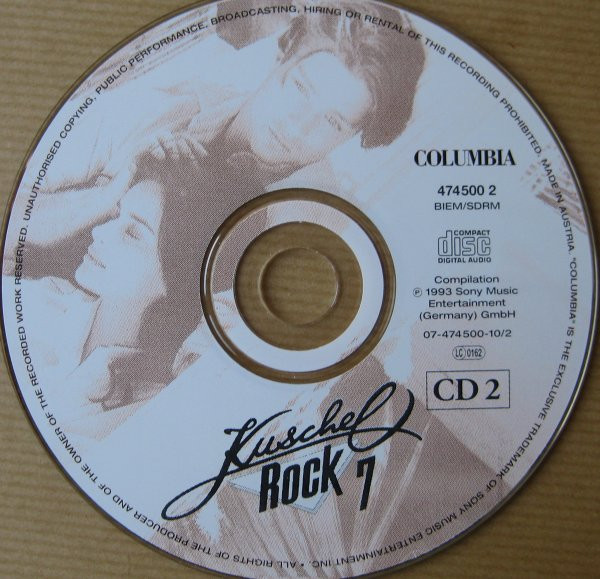 COLUMBIA
474500 2
BIEM/SDRM
COMPACT
disc
DIGITAL AUDIO
Compilation
℗ 1993 Sony Music
Entertainment
(Germany) GmbH
07-474500-10/2
LC 0162
CD 2
Kuschel
ROCK 7
• ALL RIGHTS OF THE PRODUCER AND OF THE OWNER OF THE RECORDED WORK RESERVED. UNAUTHORISED COPYING, PUBLIC PERFORMANCE, BROADCASTING, HIRING OR RENTAL OF THIS RECORDING PROHIBITED. MADE IN AUSTRIA. "COLUMBIA" IS THE EXCLUSIVE TRADEMARK OF SONY MUSIC ENTERTAINMENT INC.